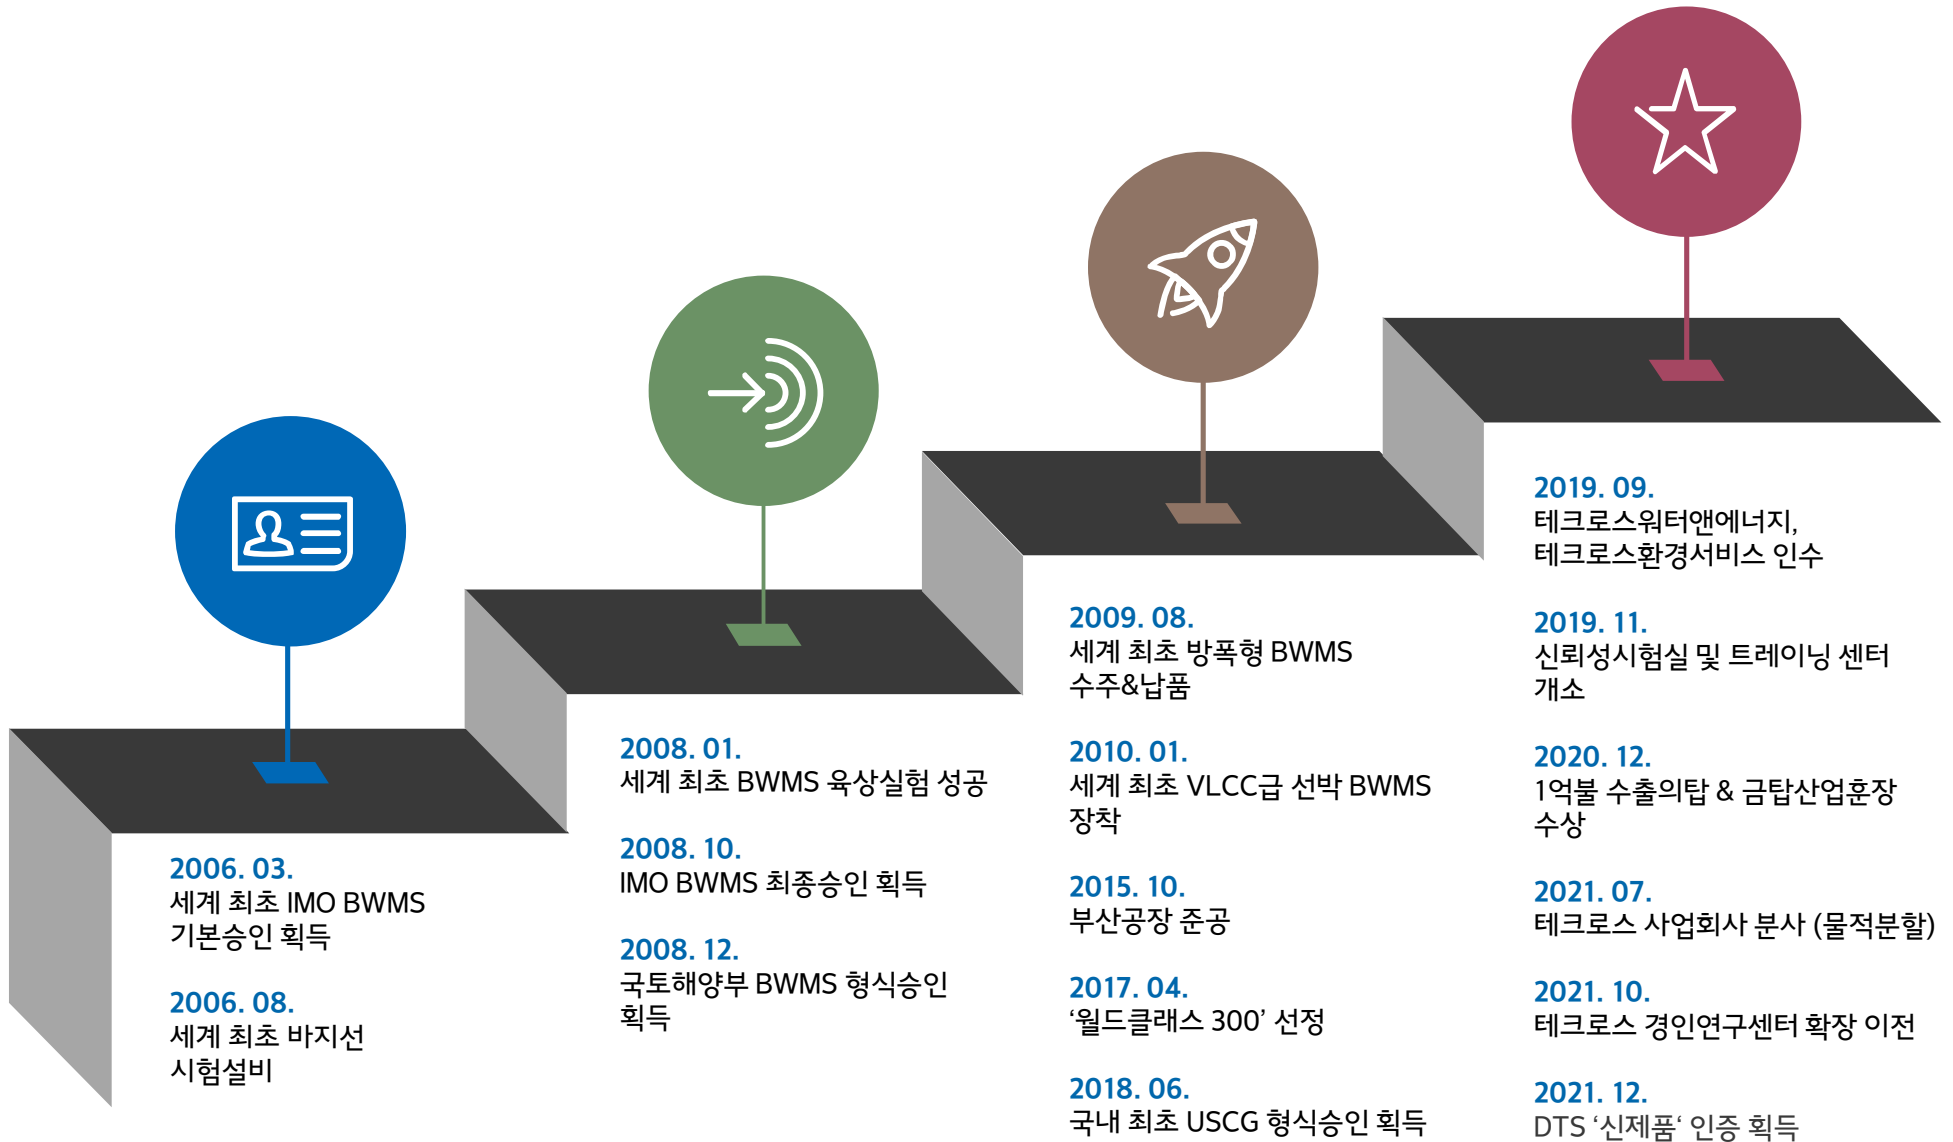 2006. 03.
세계 최초 IMO BWMS
기본승인 획득
2006. 08.
세계 최초 바지선
시험설비
2008. 01.
세계 최초 BWMS 육상실험 성공
2008. 10.
IMO BWMS 최종승인 획득
2008. 12.
국토해양부 BWMS 형식승인
획득
2009. 08.
세계 최초 방폭형 BWMS
수주&납품
2010. 01.
세계 최초 VLCC급 선박 BWMS
장착
2015. 10.
부산공장 준공
2017. 04.
‘월드클래스 300’ 선정
2018. 06.
국내 최초 USCG 형식승인 획득
2019. 09.
테크로스워터앤에너지,
테크로스환경서비스 인수
2019. 11.
신뢰성시험실 및 트레이닝 센터
개소
2020. 12.
1억불 수출의탑 & 금탑산업훈장
수상
2021. 07.
테크로스 사업회사 분사 (물적분할)
2021. 10.
테크로스 경인연구센터 확장 이전
2021. 12.
DTS ‘신제품‘ 인증 획득